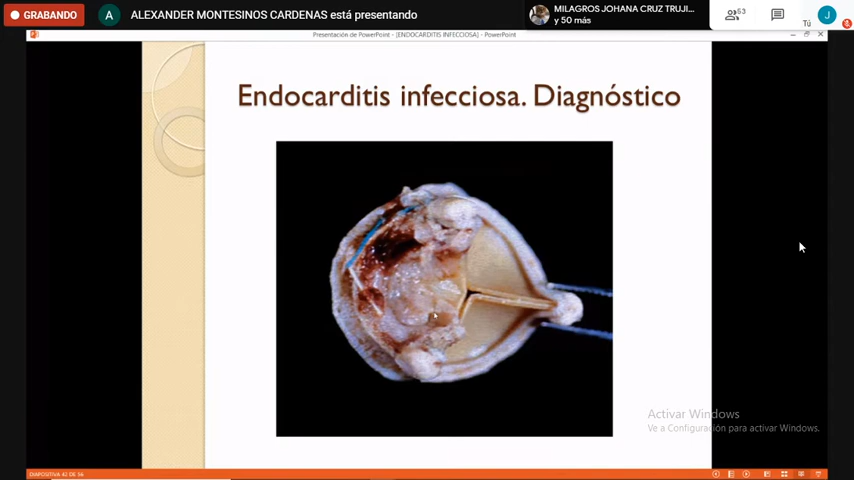 GRABANDO
A
ALEXANDER MONTESINOS CARDENAS está presentando
MILAGROS JOHANA CRUZ TRUJI...
y 50 más
63
Tú
J
Presentación de PowerPoint - [ENDOCARDITIS INFECCIOSA] - PowerPoint
Endocarditis infecciosa. Diagnóstico
Activar Windows
Ve a Configuración para activar Windows.
DIAPOSITIVA 42 DE 56